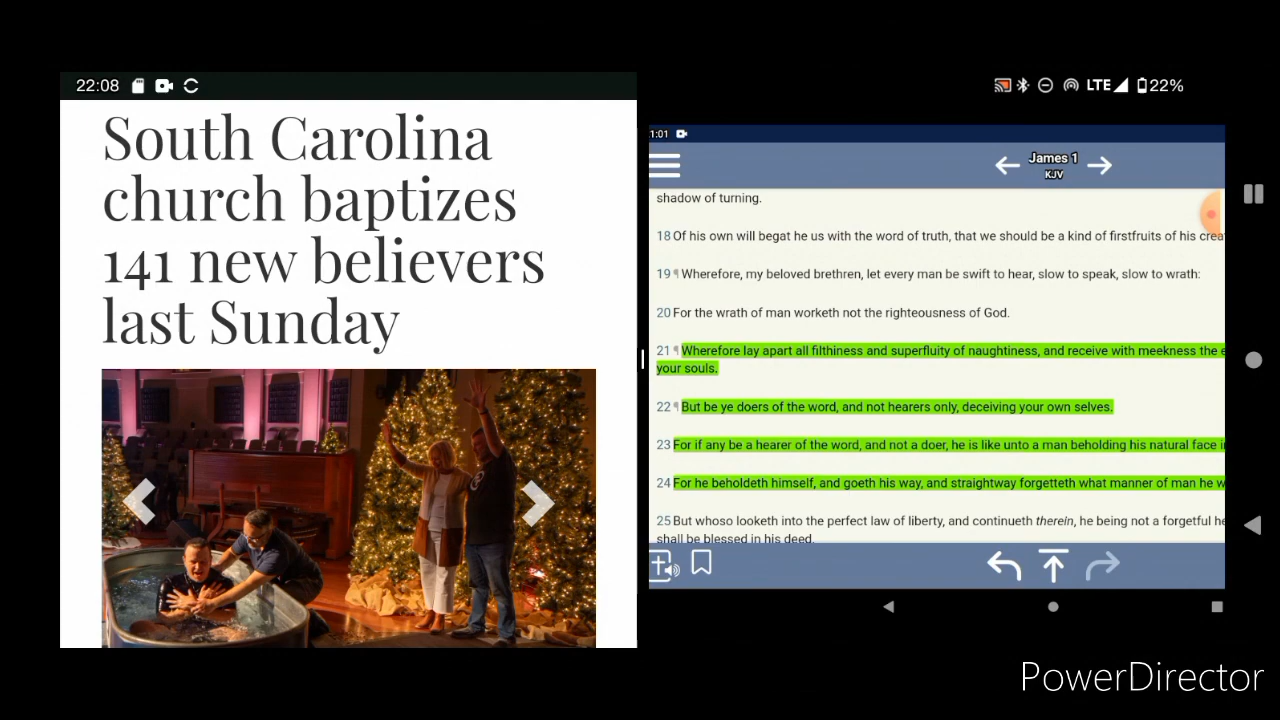 22:08
South Carolina
church baptizes
141 new believers
last Sunday
LTE 22%
1:01
James 1
KJV
shadow of turning.
18 Of his own will begat he us with the word of truth, that we should be a kind of firstfruits of his crea
19 ¶ Wherefore, my beloved brethren, let every man be swift to hear, slow to speak, slow to wrath:
20 For the wrath of man worketh not the righteousness of God.
21 ¶ Wherefore lay apart all filthiness and superfluity of naughtiness, and receive with meekness the e
your souls.
22 ¶ But be ye doers of the word, and not hearers only, deceiving your own selves.
23 For if any be a hearer of the word, and not a doer, he is like unto a man beholding his natural face i
24 For he beholdeth himself, and goeth his way, and straightway forgetteth what manner of man he w
25 But whoso looketh into the perfect law of liberty, and continueth therein, he being not a forgetful he
shall be blessed in his deed.
PowerDirector